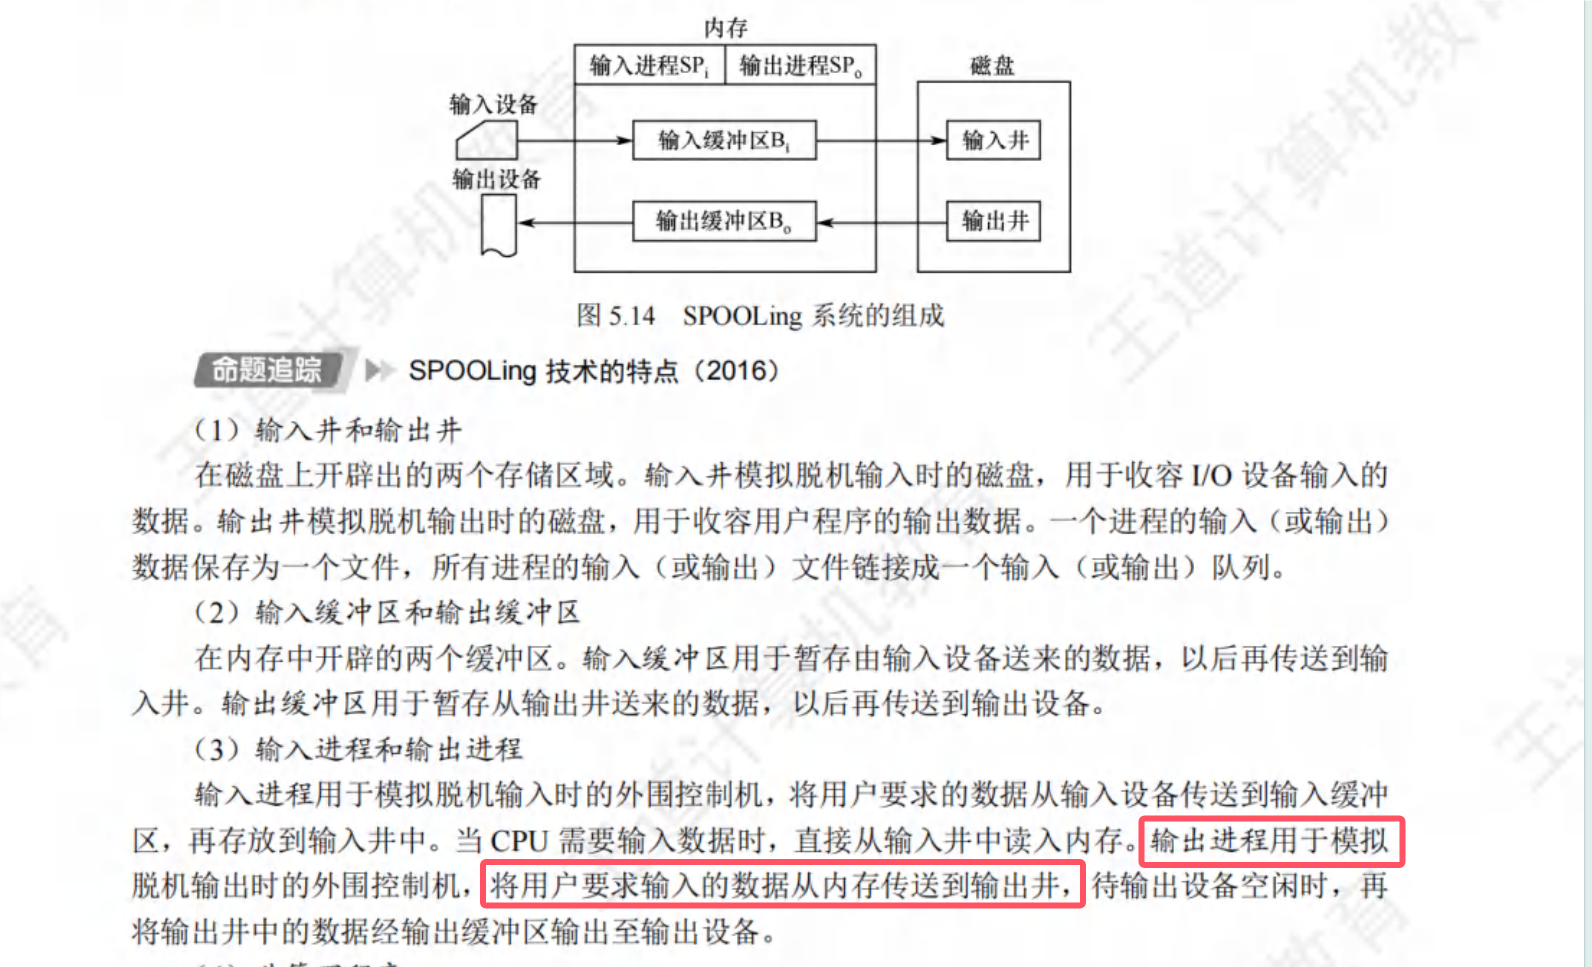 内存
输入进程SPi 输出进程SPo
磁盘
输入设备
输入缓冲区Bi
输入井
输出设备
输出缓冲区Bo
输出井
图 5.14 SPOOLing 系统的组成
命题追踪 SPOOLing 技术的特点（2016）
（1）输入井和输出井
在磁盘上开辟出的两个存储区域。输入井模拟脱机输入时的磁盘，用于收容 I/O 设备输入的
数据。输出井模拟脱机输出时的磁盘，用于收容用户程序的输出数据。一个进程的输入（或输出）
数据保存为一个文件，所有进程的输入（或输出）文件链接成一个输入（或输出）队列。
（2）输入缓冲区和输出缓冲区
在内存中开辟的两个缓冲区。输入缓冲区用于暂存由输入设备送来的数据，以后再传送到输
入井。输出缓冲区用于暂存从输出井送来的数据，以后再传送到输出设备。
（3）输入进程和输出进程
输入进程用于模拟脱机输入时的外围控制机，将用户要求的数据从输入设备传送到输入缓冲
区，再存放到输入井中。当 CPU 需要输入数据时，直接从输入井中读入内存。输出进程用于模拟
脱机输出时的外围控制机，将用户要求输入的数据从内存传送到输出井，待输出设备空闲时，再
将输出井中的数据经输出缓冲区输出至输出设备。
王道计算机教育